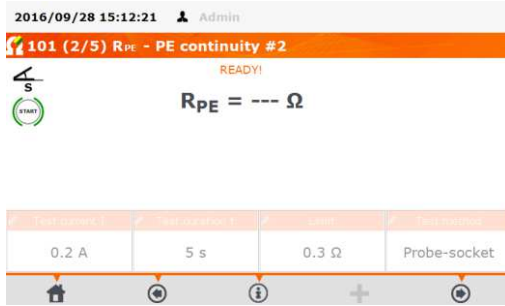 2016/09/28 15:12:21 Admin
101 (2/5) RPE - PE continuity #2
READY!
S
START
RPE = --- Ω
Test current I Test duration t Limit Test method
0.2 A 5 s 0.3 Ω Probe-socket